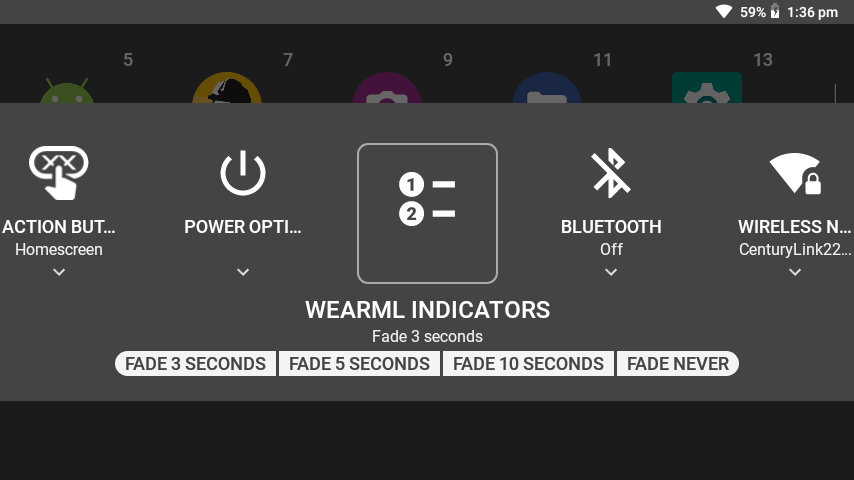 59% 1:36 pm
5 7 9 11 13
1
2
ACTION BUT... POWER OPTI... BLUETOOTH WIRELESS N...
Homescreen Off CenturyLink22...
WEARML INDICATORS
Fade 3 seconds
FADE 3 SECONDS FADE 5 SECONDS FADE 10 SECONDS FADE NEVER